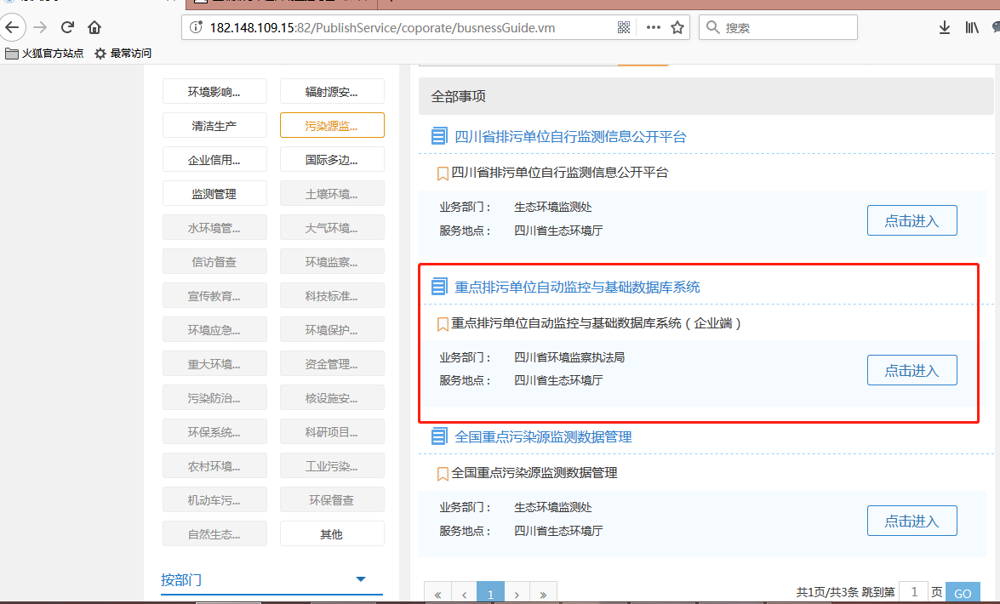 182.148.109.15:82/PublishService/coporate/busnessGuide.vm
搜索
火狐官方站点
最常访问
环境影响...
辐射源安...
清洁生产
污染源监...
企业信用...
国际多边...
监测管理
土壤环境...
水环境管...
大气环境...
信访督查
环境监察...
宣传教育...
科技标准...
环境应急...
环境保护...
重大环境...
资金管理...
污染防治...
核设施安...
环保系统...
科研项目...
农村环境...
工业污染...
机动车污...
环保督查
自然生态...
其他
按部门
全部事项
四川省排污单位自行监测信息公开平台
四川省排污单位自行监测信息公开平台
业务部门： 生态环境监测处
服务地点： 四川省生态环境厅
点击进入
重点排污单位自动监控与基础数据库系统
重点排污单位自动监控与基础数据库系统（企业端）
业务部门： 四川省环境监察执法局
服务地点： 四川省生态环境厅
点击进入
全国重点污染源监测数据管理
全国重点污染源监测数据管理
业务部门： 生态环境监测处
服务地点： 四川省生态环境厅
点击进入
« ‹ 1 › »
共1页/共3条 跳到第 1 页 GO